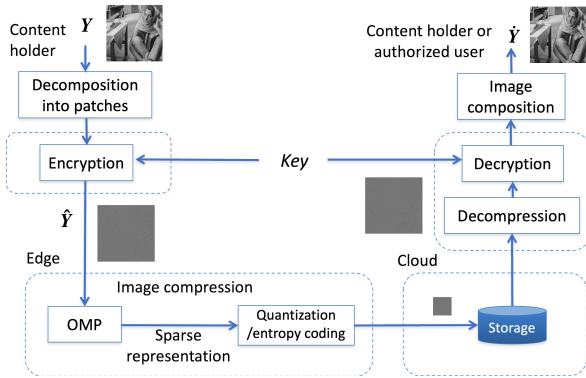 Content
holder
Y
Decomposition
into patches
Encryption
Ŷ
Edge
Image compression
OMP
Sparse
representation
Quantization
/entropy coding
Key
Content holder or
authorized user
Ẏ
Image
composition
Decryption
Decompression
Cloud
Storage